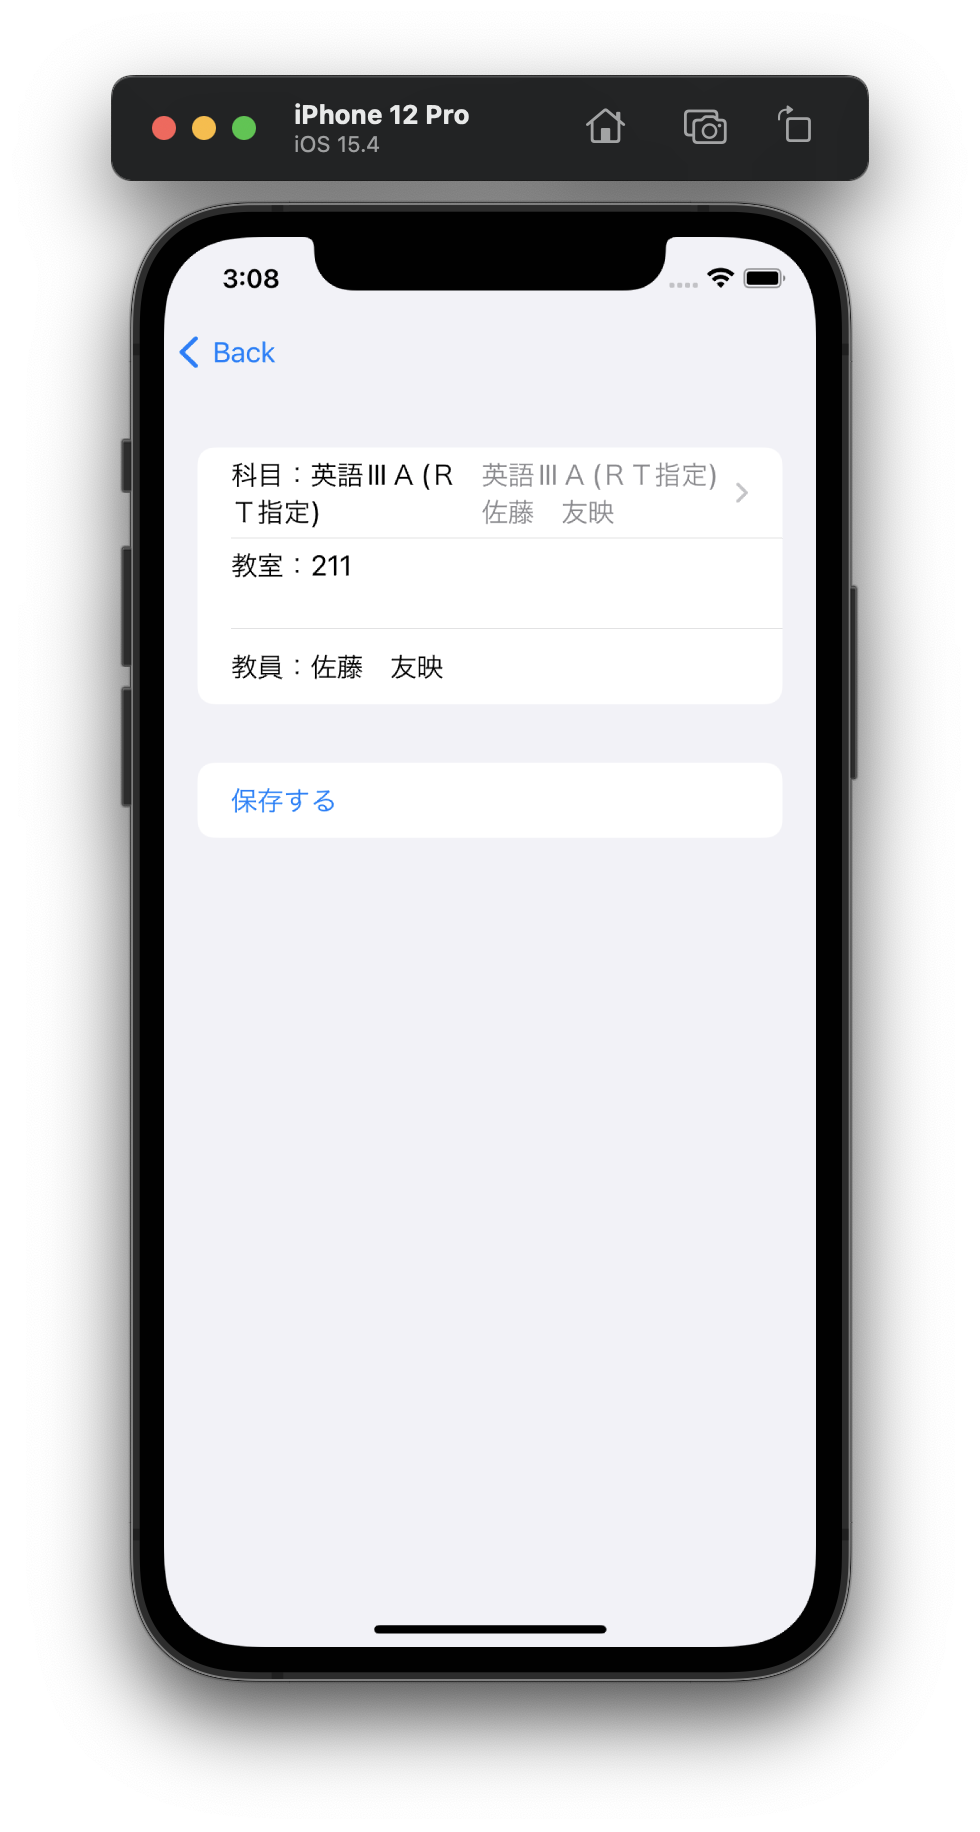 iPhone 12 Pro
iOS 15.4
3:08
Back
科目：英語ⅢＡ(Ｒ
Ｔ指定)
英語ⅢＡ(ＲＴ指定)
佐藤　友映
教室：211
教員：佐藤　友映
保存する